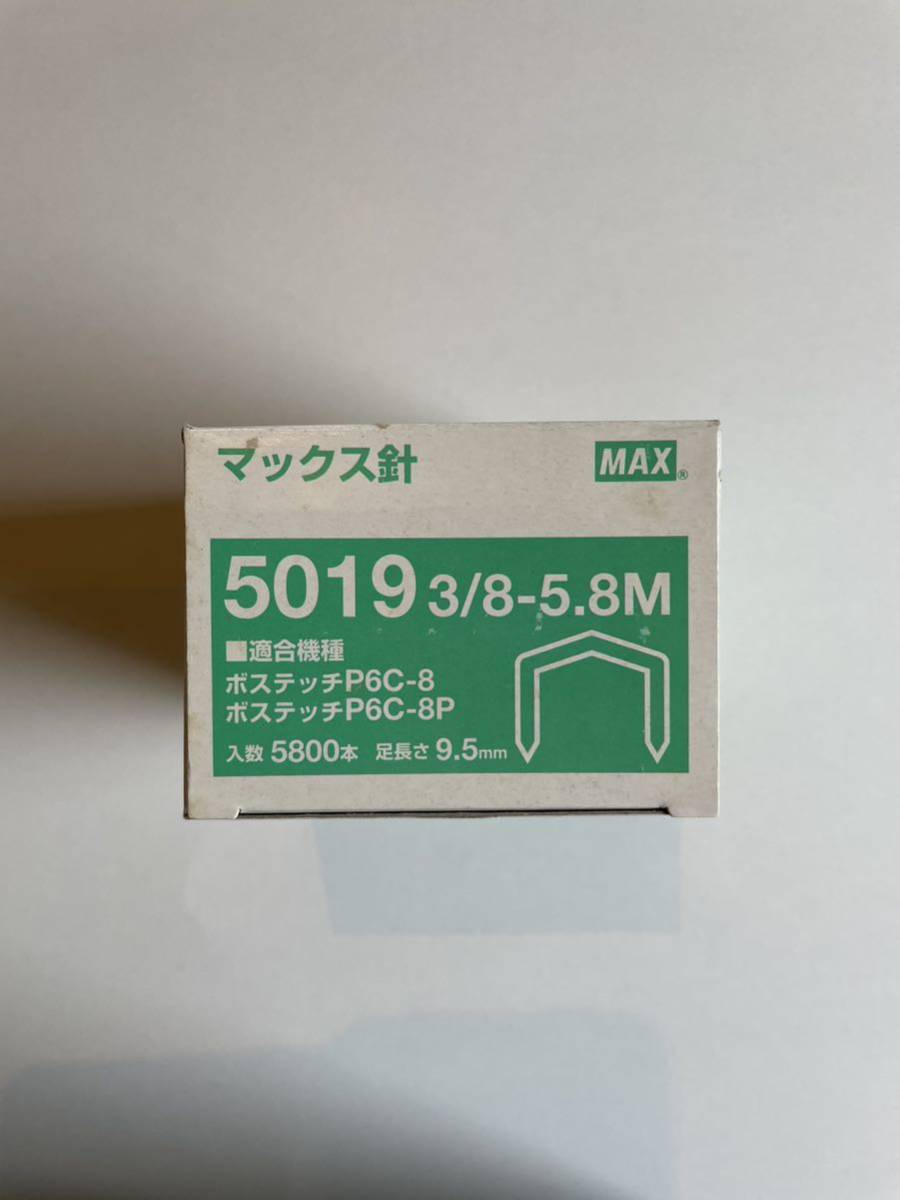 マックス針
MAX®
5019 3/8-5.8M
■適合機種
ボステッチP6C-8
ボステッチP6C-8P
入数 5800本 足長さ 9.5mm